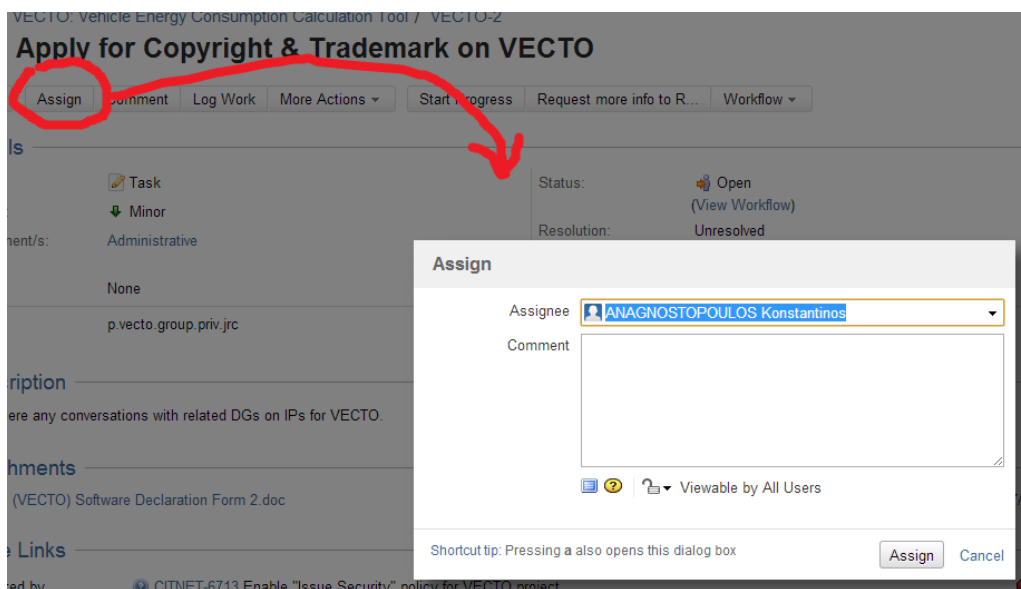 VECTO: Vehicle Energy Consumption Calculation Tool / VECTO-2
Apply for Copyright & Trademark on VECTO
Assign Comment Log Work More Actions Start Progress Request more info to R... Workflow
ls
Task Status: Open
Minor (View Workflow)
Resolution: Unresolved
nent/s: Administrative
None
p.vecto.group.priv.jrc
ription
ere any conversations with related DGs on IPs for VECTO.
hments
(VECTO) Software Declaration Form 2.doc
Links
CITNET-6713 Enable "Issue Security" policy for VECTO project
Assign
Assignee ANAGNOSTOPOULOS Konstantinos
Comment
Viewable by All Users
Shortcut tip: Pressing a also opens this dialog box Assign Cancel